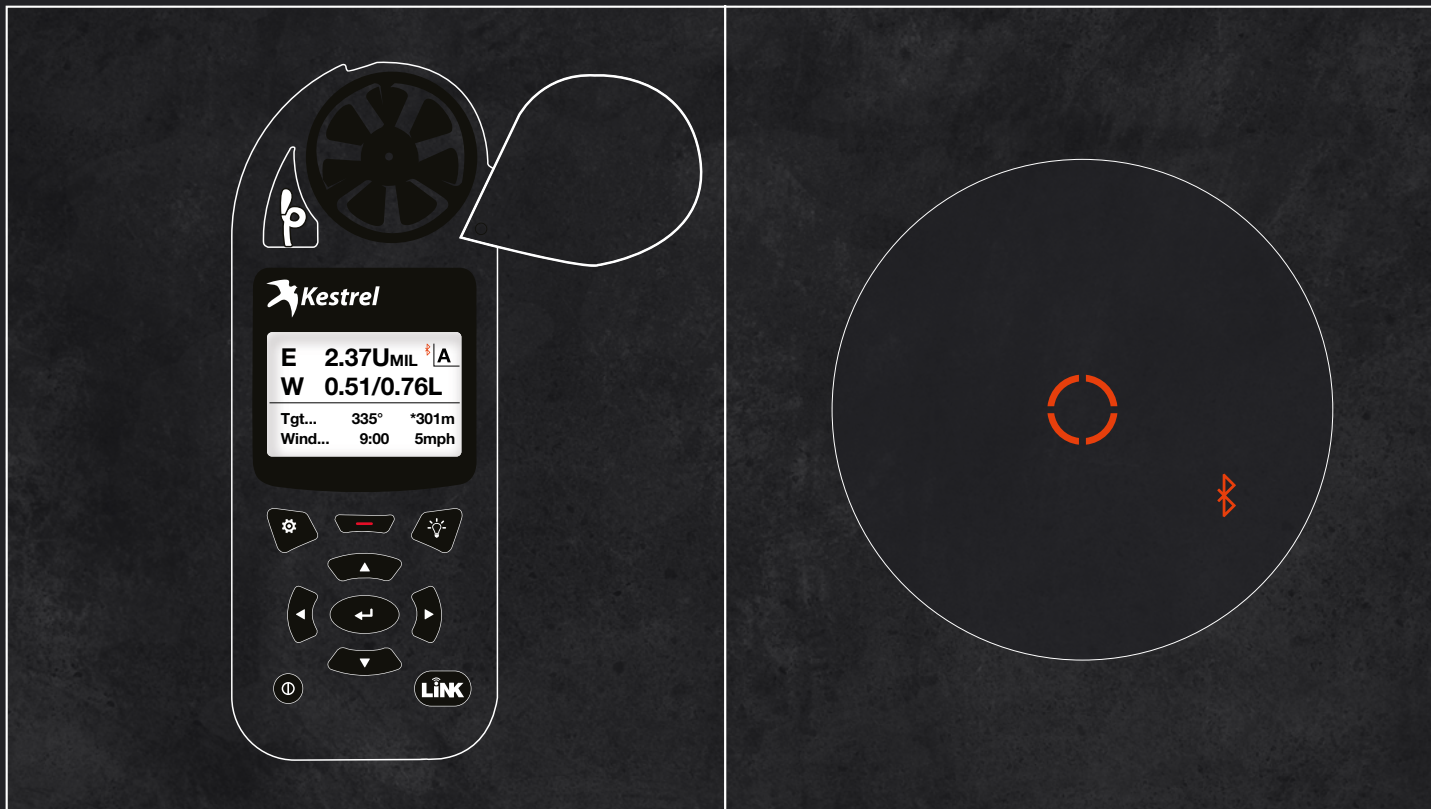 Kestrel
E 2.37UMIL A
W 0.51/0.76L
Tgt... 335° *301m
Wind... 9:00 5mph
LiNK